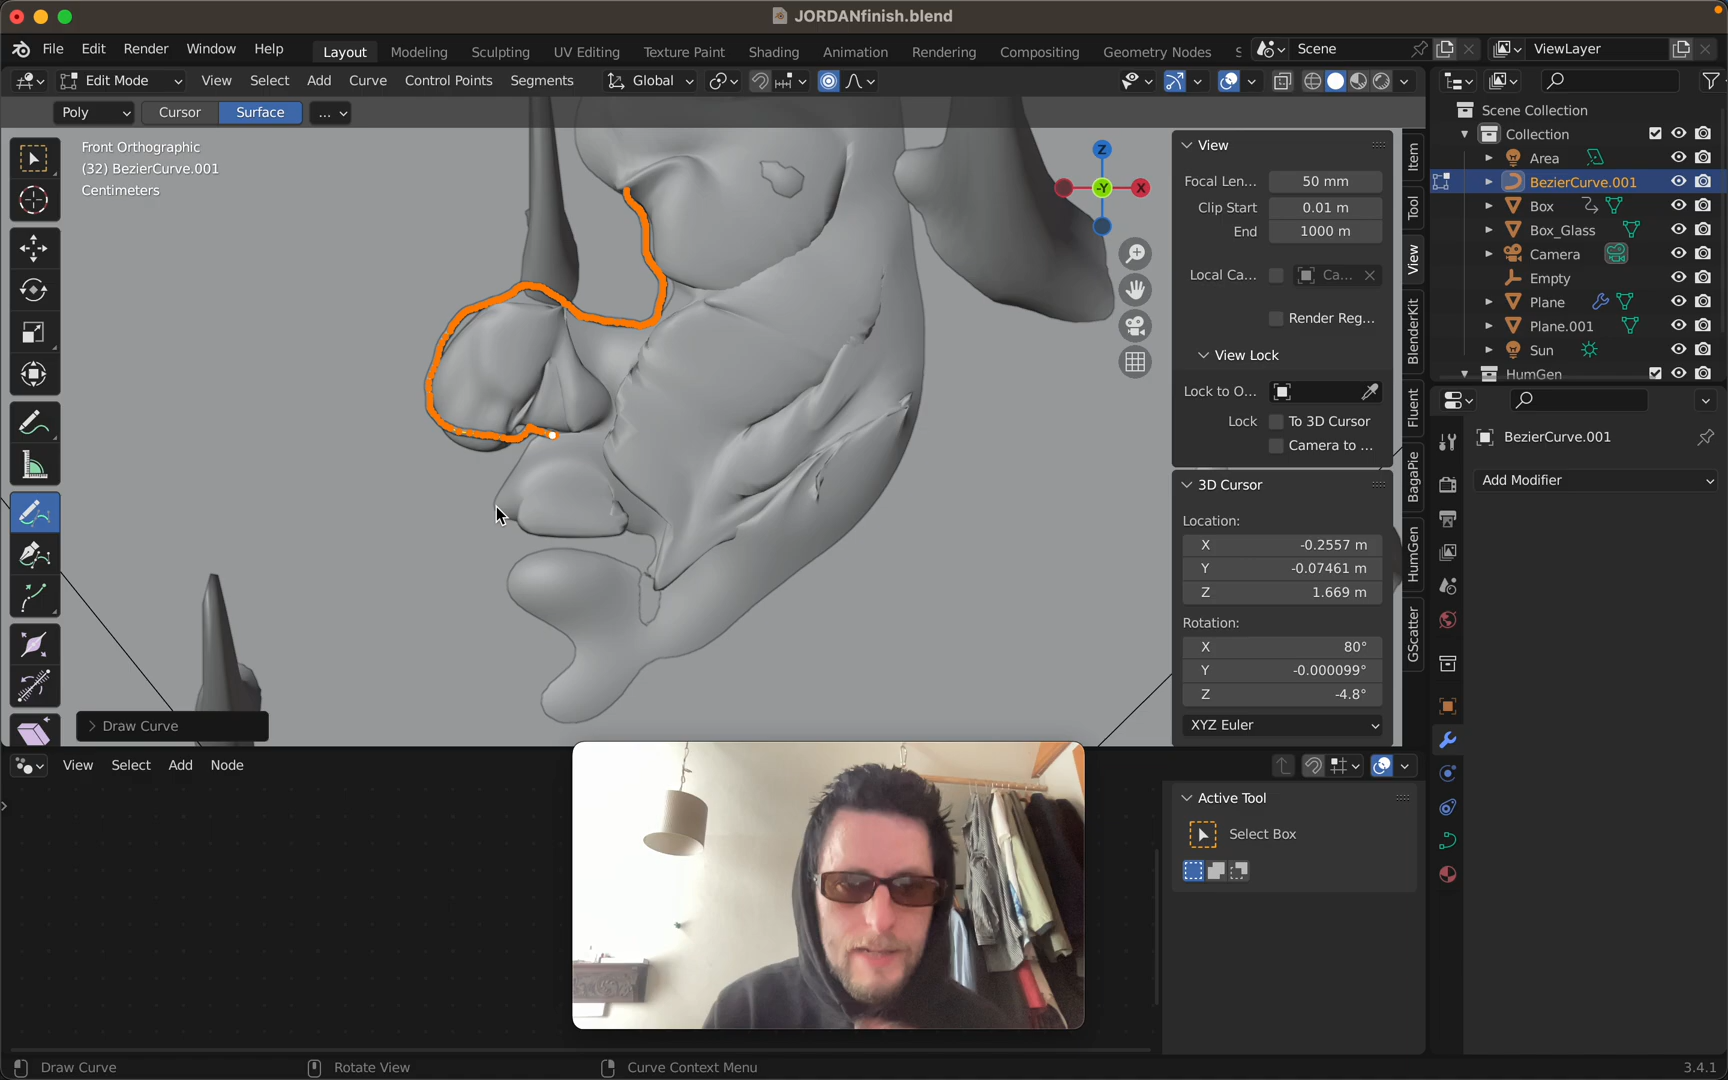 JORDANfinish.blend
File Edit Render Window Help Layout Modeling Sculpting UV Editing Texture Paint Shading Animation Rendering Compositing Geometry Nodes S Scene ViewLayer
Edit Mode View Select Add Curve Control Points Segments Global
Poly Cursor Surface ...
Front Orthographic
(32) BezierCurve.001
Centimeters
Z
-Y
X
View
Focal Len... 50 mm
Clip Start 0.01 m
End 1000 m
Local Ca... Ca...
Render Reg...
View Lock
Lock to O...
Lock To 3D Cursor
Camera to ...
3D Cursor
Location:
X -0.2557 m
Y -0.07461 m
Z 1.669 m
Rotation:
X 80°
Y -0.000099°
Z -4.8°
XYZ Euler
Item
Tool
View
BlenderKit
Fluent
BagaPie
HumGen
GScatter
Scene Collection
Collection
Area
BezierCurve.001
Box
Box_Glass
Camera
Empty
Plane
Plane.001
Sun
HumGen
BezierCurve.001
Add Modifier
Draw Curve
View Select Add Node
Active Tool
Select Box
Draw Curve Rotate View Curve Context Menu 3.4.1